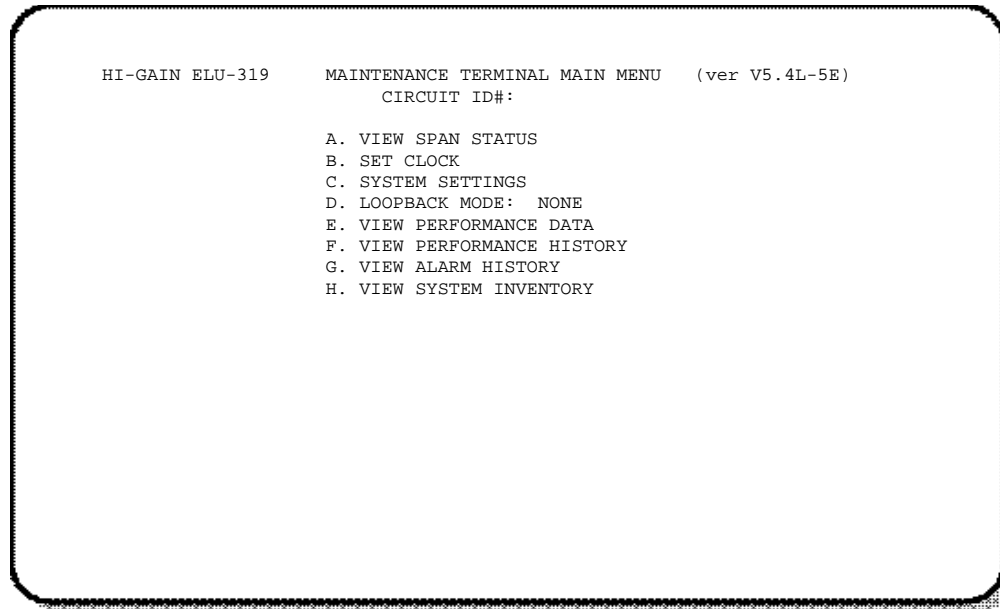 HI-GAIN ELU-319 MAINTENANCE TERMINAL MAIN MENU (ver V5.4L-5E)
CIRCUIT ID#:
A. VIEW SPAN STATUS
B. SET CLOCK
C. SYSTEM SETTINGS
D. LOOPBACK MODE: NONE
E. VIEW PERFORMANCE DATA
F. VIEW PERFORMANCE HISTORY
G. VIEW ALARM HISTORY
H. VIEW SYSTEM INVENTORY